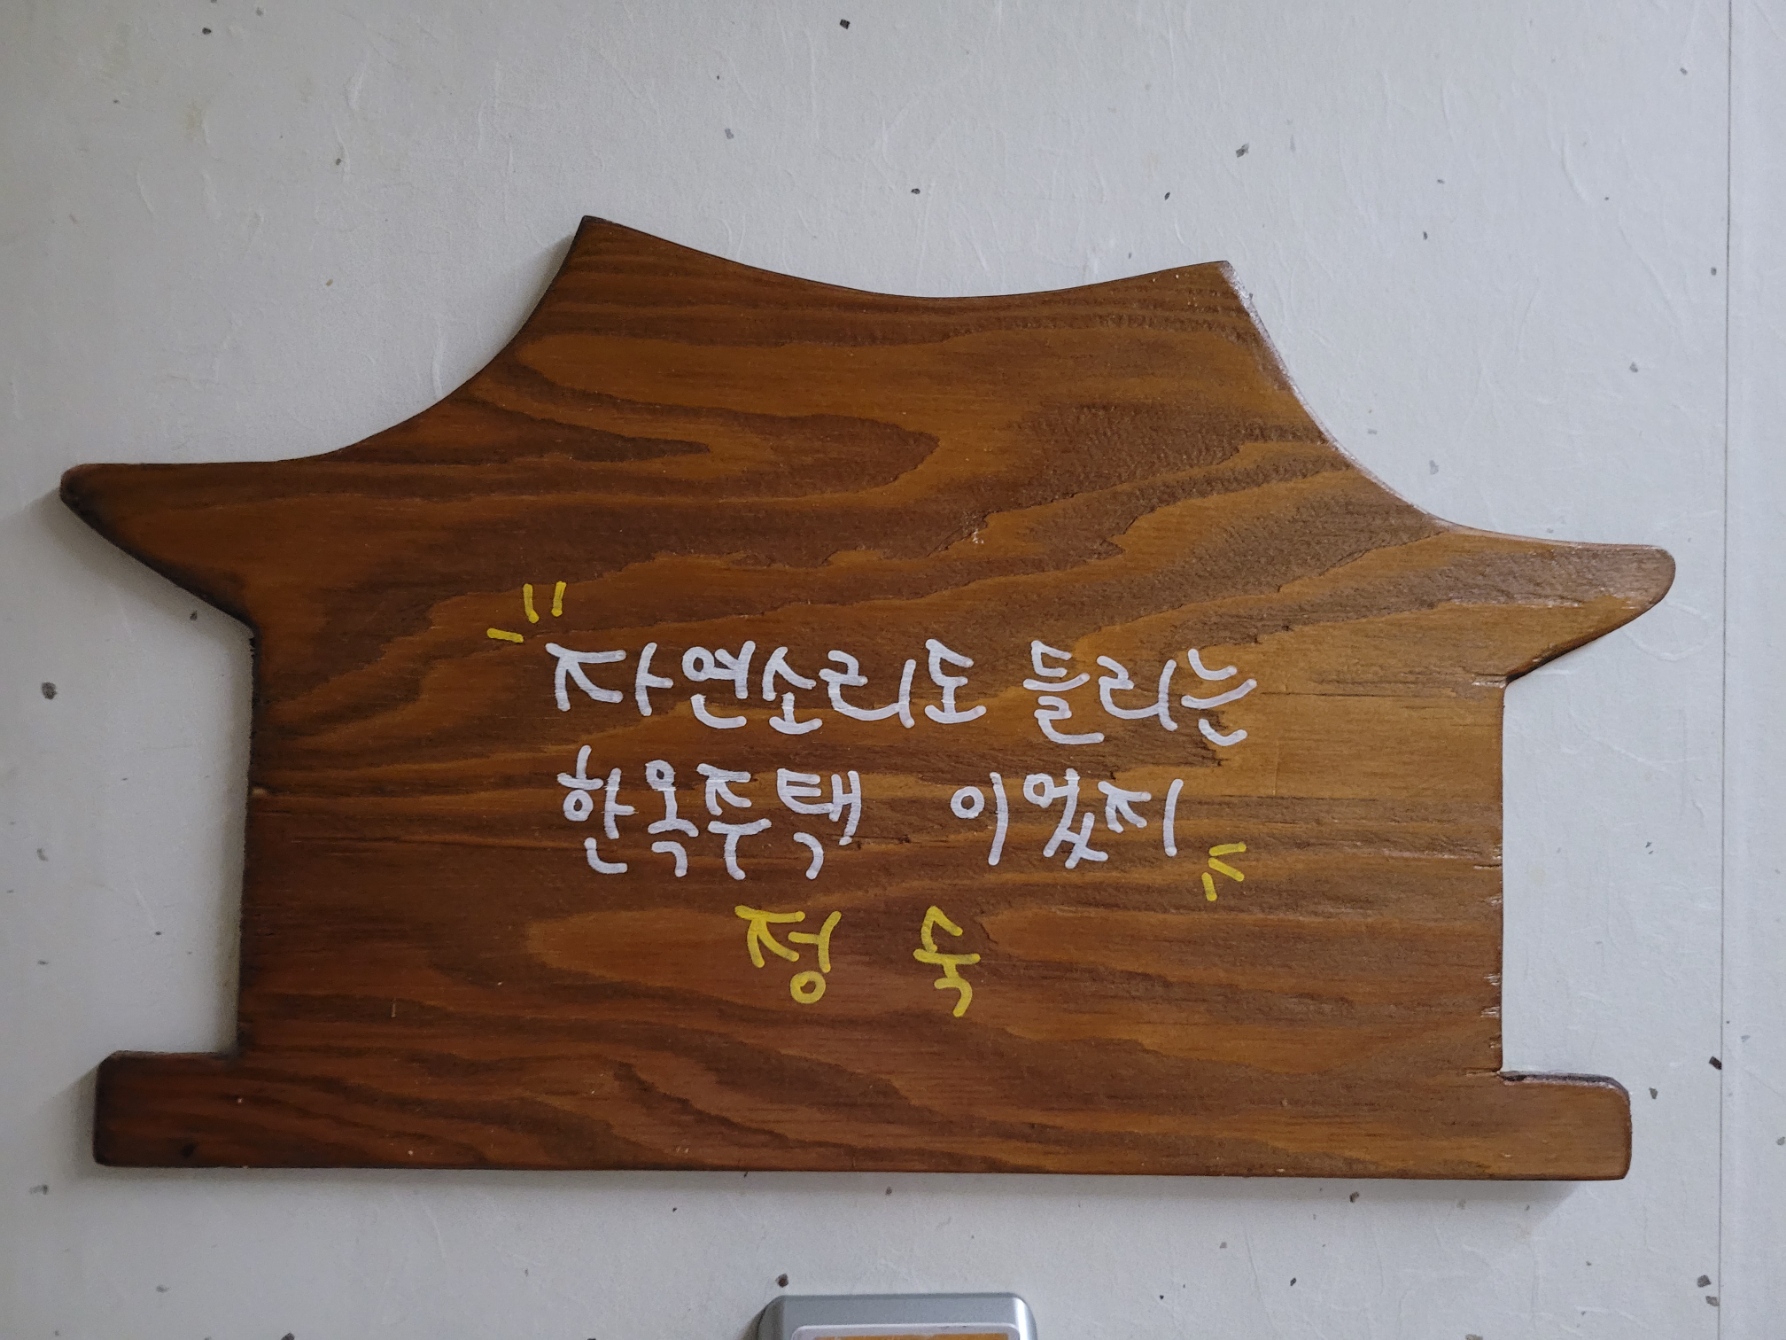 자연소리도 들리는
한옥주택 이었지
정 숙